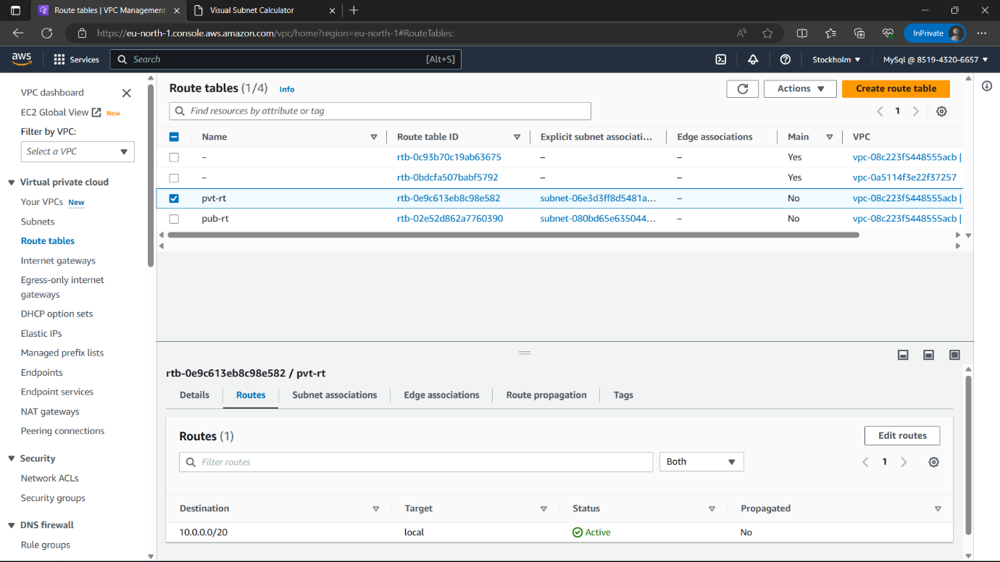 Route tables | VPC Management
Visual Subnet Calculator
https://eu-north-1.console.aws.amazon.com/vpc/home?region=eu-north-1#RouteTables:
InPrivate
aws
Services
Search
[Alt+S]
Stockholm
MySql @ 8519-4320-6657
VPC dashboard
EC2 Global View New
Filter by VPC:
Select a VPC
Virtual private cloud
Your VPCs New
Subnets
Route tables
Internet gateways
Egress-only internet
gateways
DHCP option sets
Elastic IPs
Managed prefix lists
Endpoints
Endpoint services
NAT gateways
Peering connections
Security
Network ACLs
Security groups
DNS firewall
Rule groups
Route tables (1/4) Info
Actions
Create route table
Find resources by attribute or tag
1
Name Route table ID Explicit subnet associati... Edge associations Main VPC
– rtb-0c93b70c19ab63675 – – Yes vpc-08c223f5448555acb |
– rtb-0bdcfa507babf5792 – – Yes vpc-0a5114f3e22f37257
pvt-rt rtb-0e9c613eb8c98e582 subnet-06e3d3ff8d5481a... – No vpc-08c223f5448555acb |
pub-rt rtb-02e52d862a7760390 subnet-080bd65e635044... – No vpc-08c223f5448555acb |
rtb-0e9c613eb8c98e582 / pvt-rt
Details Routes Subnet associations Edge associations Route propagation Tags
Routes (1)
Edit routes
Filter routes
Both
1
Destination Target Status Propagated
10.0.0.0/20 local Active No